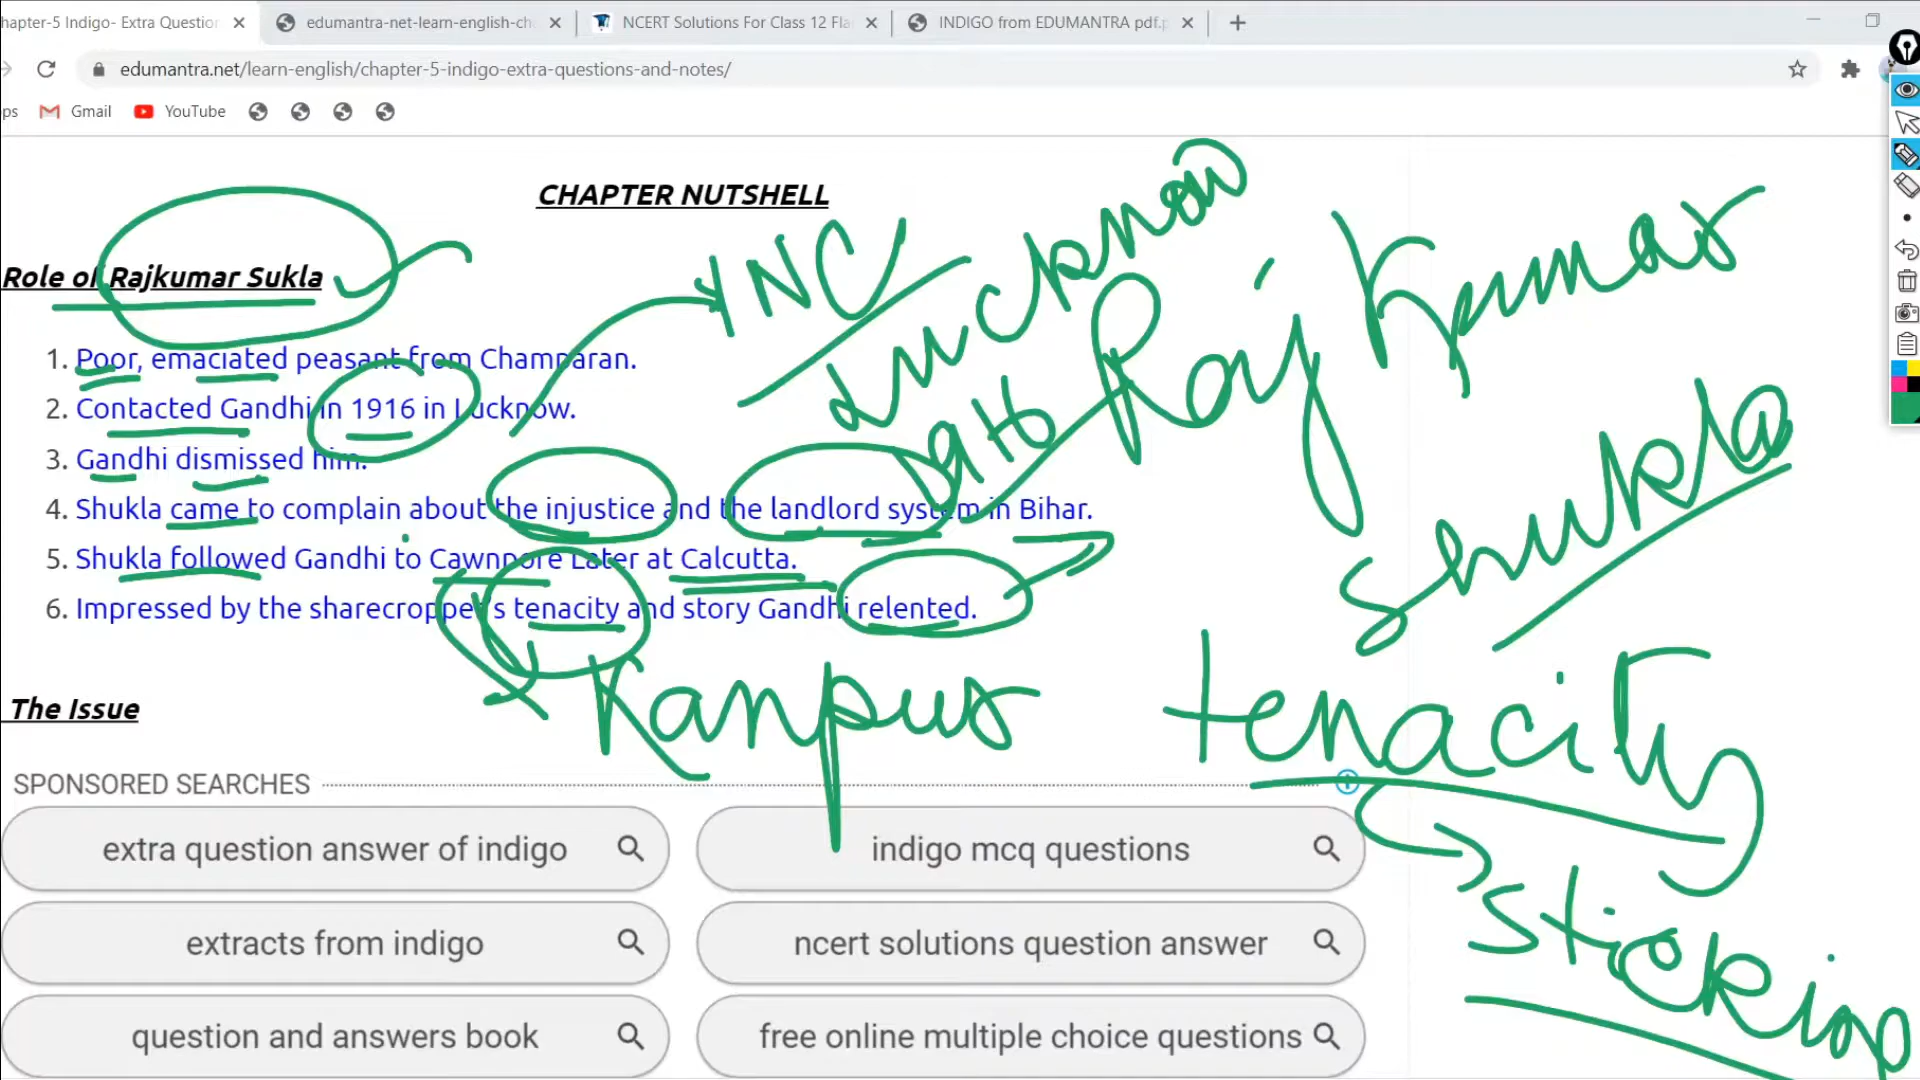 hapter-5 Indigo- Extra Question
edumantra-net-learn-english-ch
NCERT Solutions For Class 12 Fla
INDIGO from EDUMANTRA pdf.p
edumantra.net/learn-english/chapter-5-indigo-extra-questions-and-notes/
ps
Gmail
YouTube
CHAPTER NUTSHELL
Role of Rajkumar Sukla
INC
Lucknow
Raj Kumar
Shukla
1. Poor, emaciated peasant from Champaran.
2. Contacted Gandhi in 1916 in Lucknow.
3. Gandhi dismissed him.
4. Shukla came to complain about the injustice and the landlord system in Bihar.
5. Shukla followed Gandhi to Cawnpore Later at Calcutta.
6. Impressed by the sharecropper's tenacity and story Gandhi relented.
Kanpur
tenacity
The Issue
SPONSORED SEARCHES
extra question answer of indigo
indigo mcq questions
sticking
extracts from indigo
ncert solutions question answer
question and answers book
free online multiple choice questions